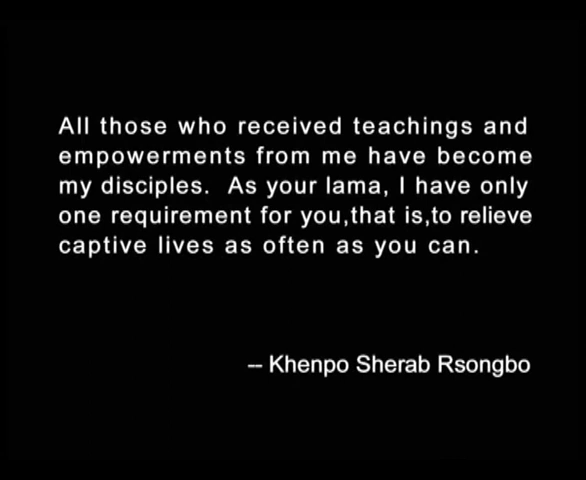 All those who received teachings and
empowerments from me have become
my disciples. As your lama, I have only
one requirement for you,that is,to relieve
captive lives as often as you can.
-- Khenpo Sherab Rsongbo